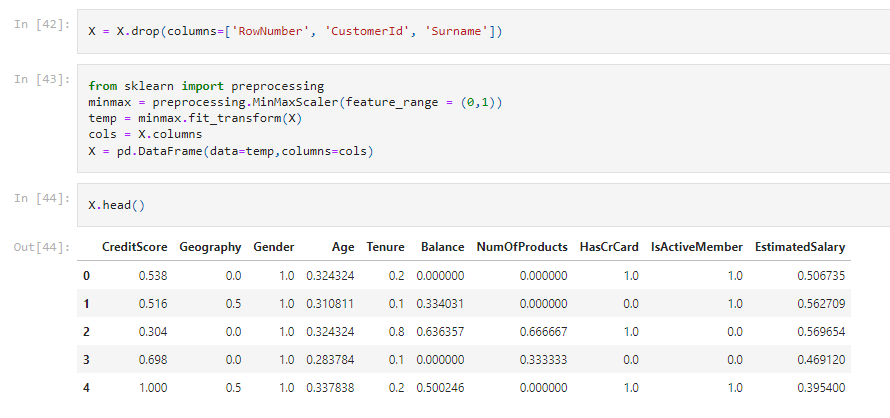 In [42]: X = X.drop(columns=['RowNumber', 'CustomerId', 'Surname'])
In [43]: from sklearn import preprocessing
minmax = preprocessing.MinMaxScaler(feature_range = (0,1))
temp = minmax.fit_transform(X)
cols = X.columns
X = pd.DataFrame(data=temp,columns=cols)
In [44]: X.head()
Out[44]: CreditScore Geography Gender Age Tenure Balance NumOfProducts HasCrCard IsActiveMember EstimatedSalary
0 0.538 0.0 1.0 0.324324 0.2 0.000000 0.000000 1.0 1.0 0.506735
1 0.516 0.5 1.0 0.310811 0.1 0.334031 0.000000 0.0 1.0 0.562709
2 0.304 0.0 1.0 0.324324 0.8 0.636357 0.666667 1.0 0.0 0.569654
3 0.698 0.0 1.0 0.283784 0.1 0.000000 0.333333 0.0 0.0 0.469120
4 1.000 0.5 1.0 0.337838 0.2 0.500246 0.000000 1.0 1.0 0.395400